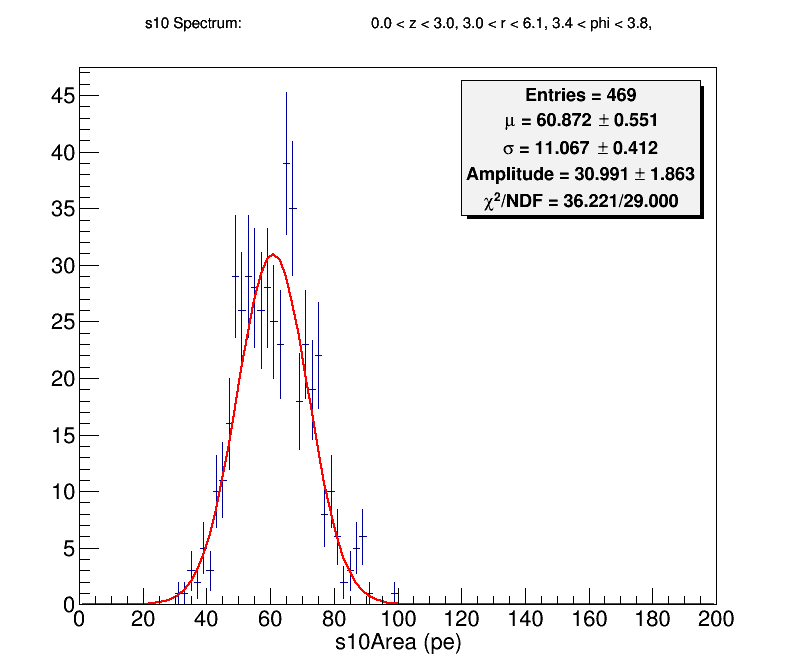 s10 Spectrum: 0.0 < z < 3.0, 3.0 < r < 6.1, 3.4 < phi < 3.8,
Entries = 469
μ = 60.872 ± 0.551
σ = 11.067 ± 0.412
Amplitude = 30.991 ± 1.863
χ²/NDF = 36.221/29.000
45
40
35
30
25
20
15
10
5
0
0 20 40 60 80 100 120 140 160 180 200
s10Area (pe)